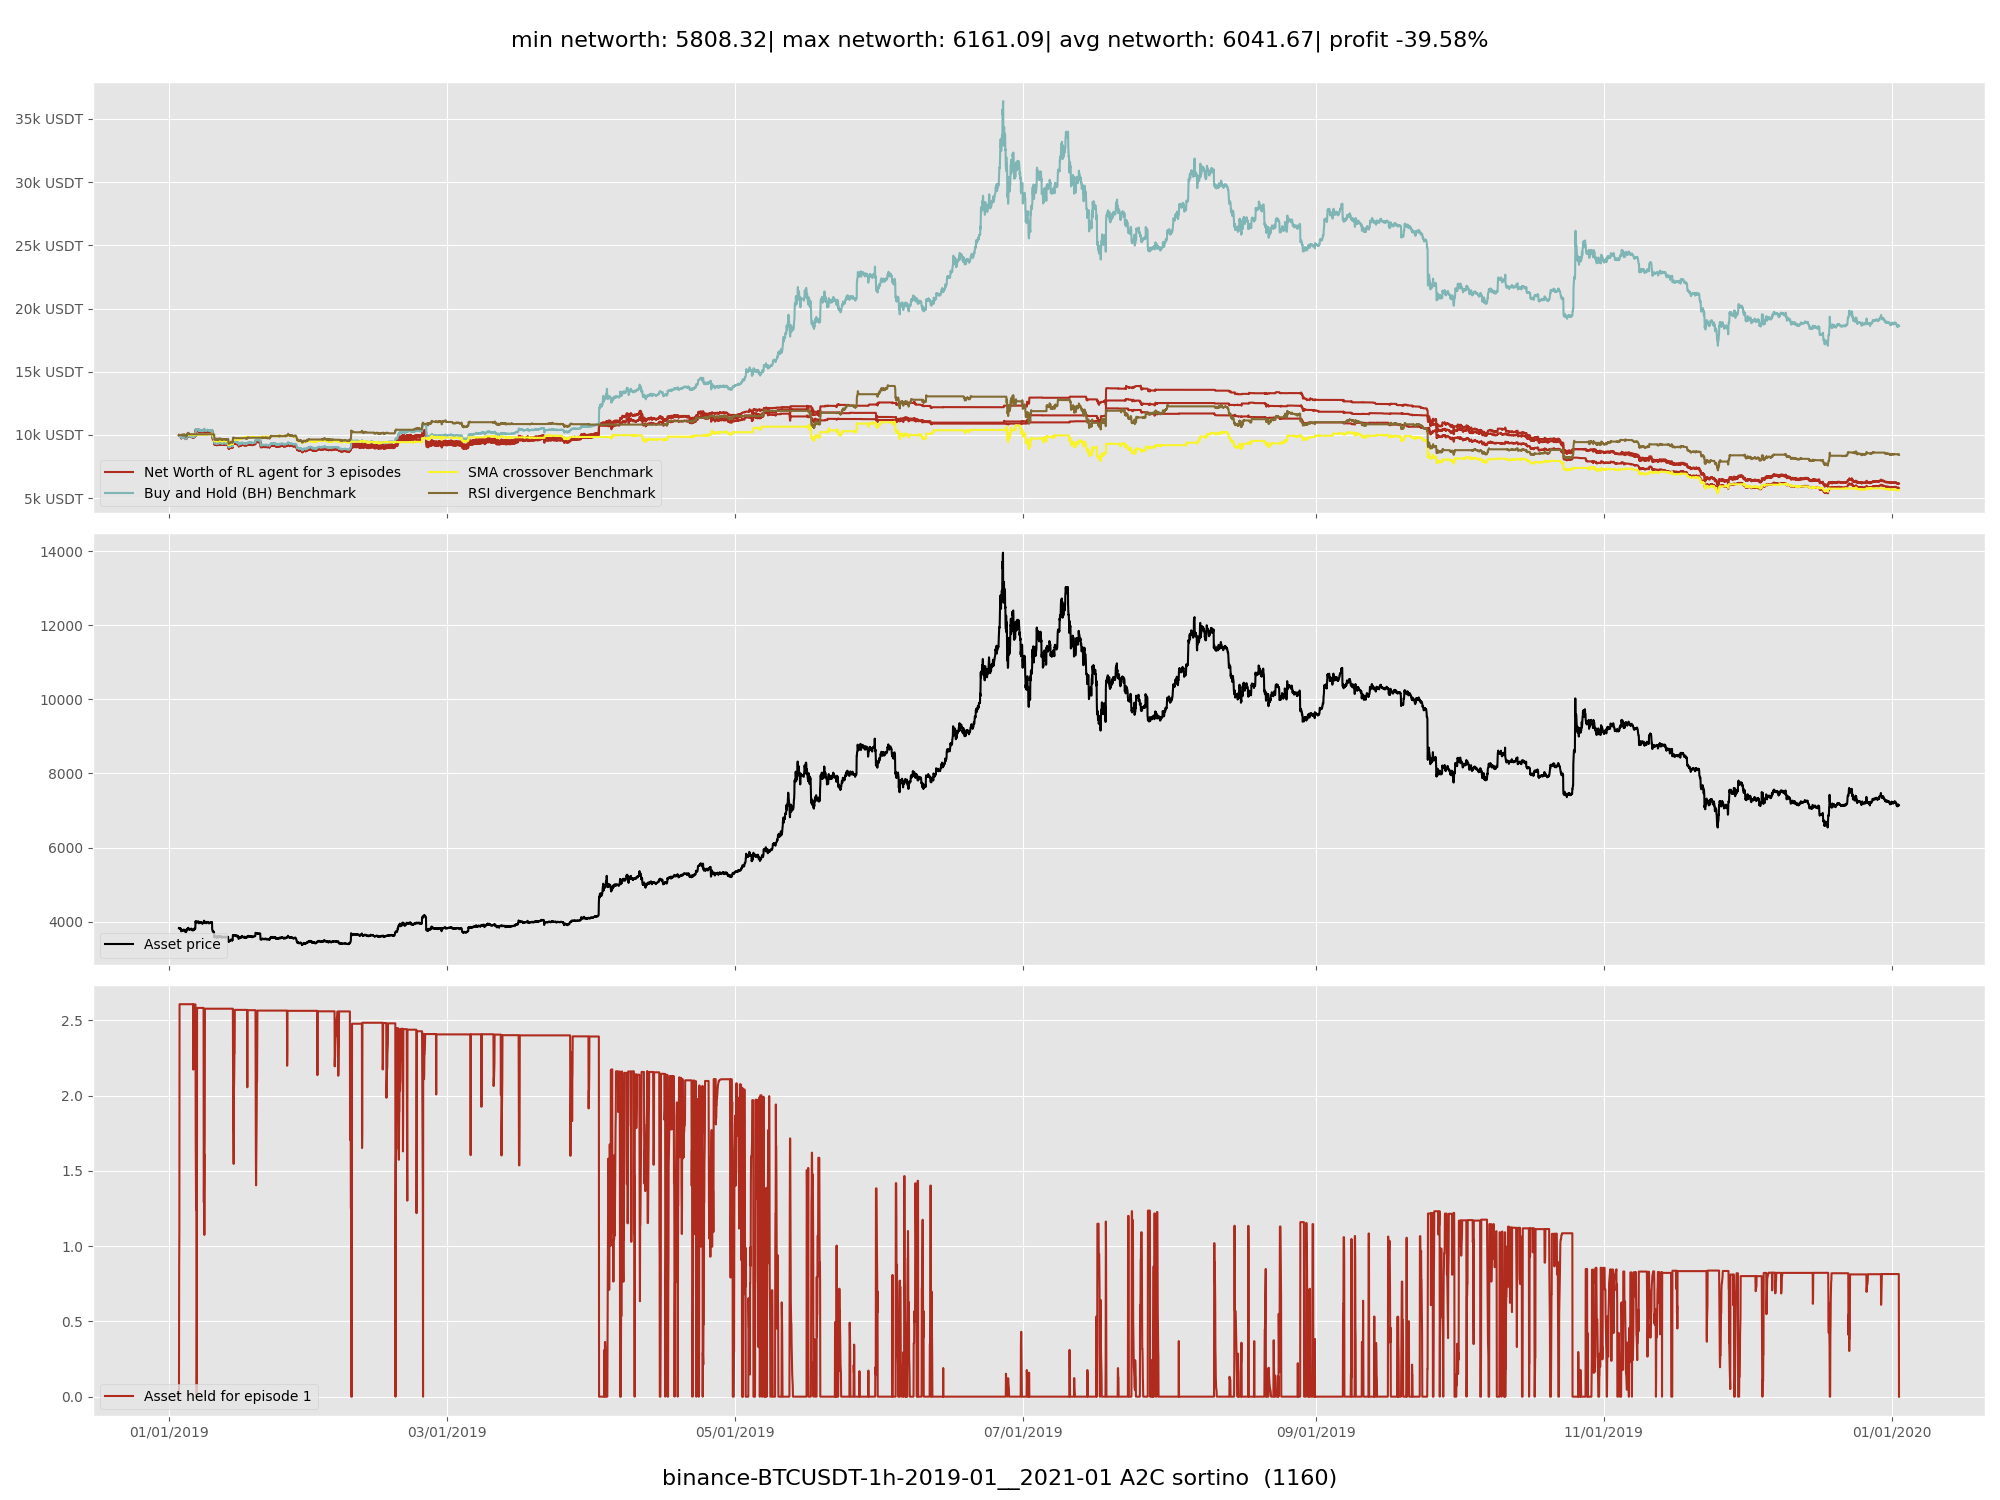 min networth: 5808.32| max networth: 6161.09| avg networth: 6041.67| profit -39.58%
35k USDT
30k USDT
25k USDT
20k USDT
15k USDT
10k USDT
5k USDT
Net Worth of RL agent for 3 episodes
Buy and Hold (BH) Benchmark
SMA crossover Benchmark
RSI divergence Benchmark
14000
12000
10000
8000
6000
4000
Asset price
2.5
2.0
1.5
1.0
0.5
0.0
Asset held for episode 1
01/01/2019 03/01/2019 05/01/2019 07/01/2019 09/01/2019 11/01/2019 01/01/2020
binance-BTCUSDT-1h-2019-01__2021-01 A2C sortino (1160)